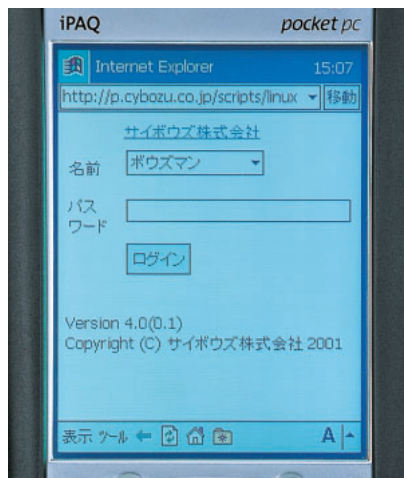 iPAQ pocket pc
Internet Explorer 15:07
http://p.cybozu.co.jp/scripts/linux 移動
サイボウズ株式会社
名前 ボウズマン
パス
ワード
ログイン
Version 4.0(0.1)
Copyright (C) サイボウズ株式会社 2001
表示 ツール A